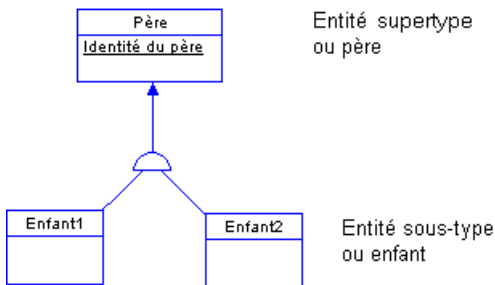 Père
Identité du père
Entité supertype
ou père
Enfant1
Enfant2
Entité sous-type
ou enfant